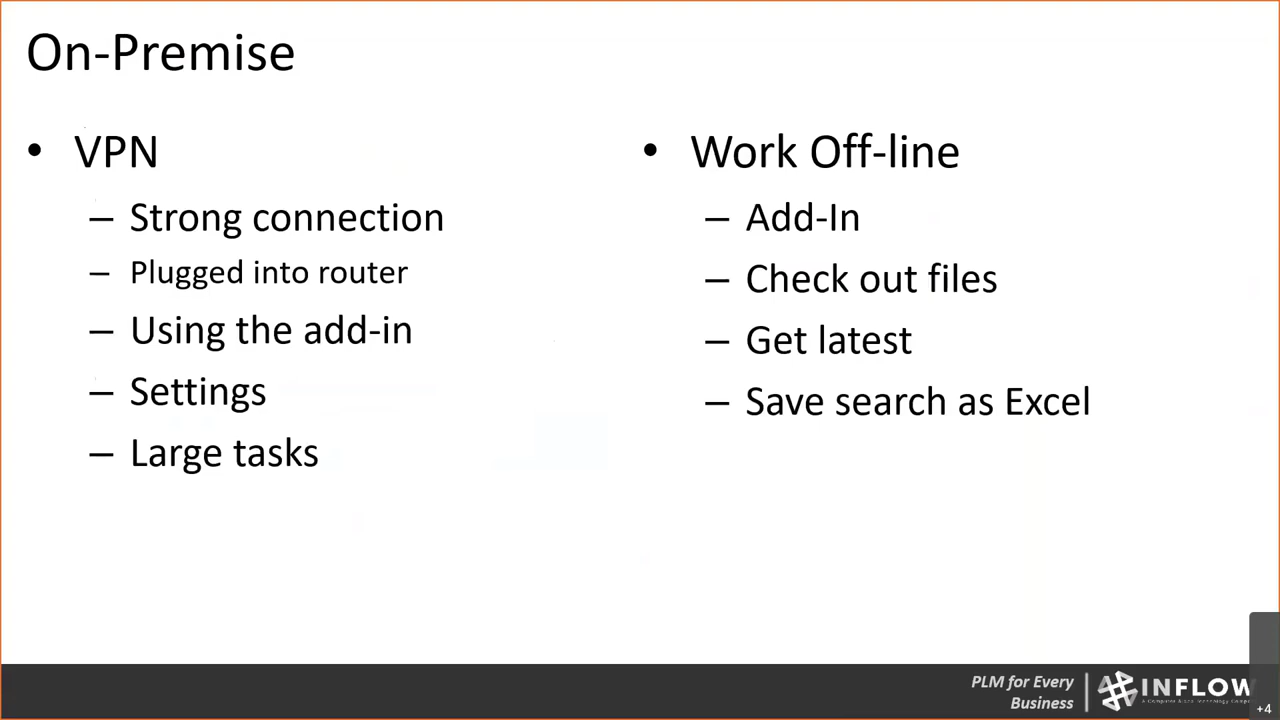 On-Premise
• VPN
– Strong connection
– Plugged into router
– Using the add-in
– Settings
– Large tasks
• Work Off-line
– Add-In
– Check out files
– Get latest
– Save search as Excel
PLM for Every
Business
INFLOW
+4